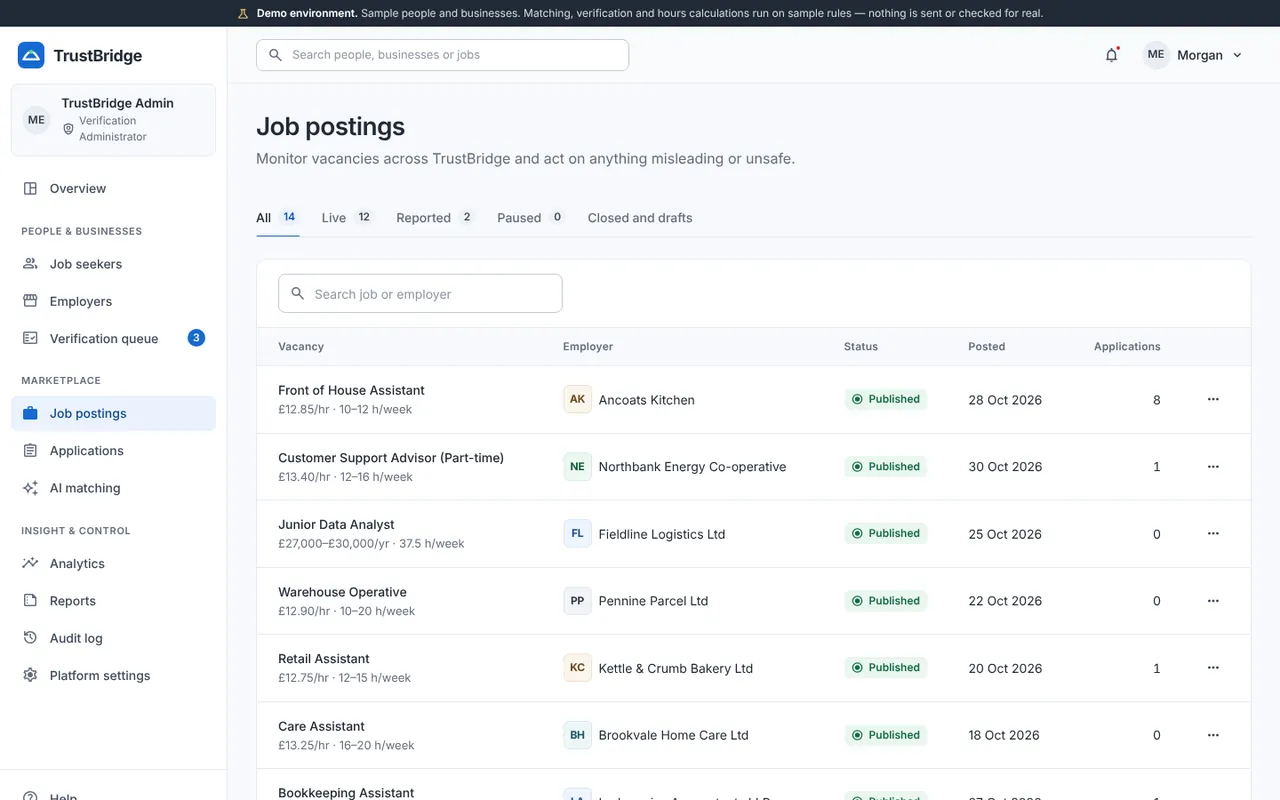 Demo environment. Sample people and businesses. Matching, verification and hours calculations run on sample rules — nothing is sent or checked for real.
TrustBridge
Search people, businesses or jobs
ME
Morgan
ME
TrustBridge Admin
Verification
Administrator
Overview
PEOPLE & BUSINESSES
Job seekers
Employers
Verification queue
3
MARKETPLACE
Job postings
Applications
AI matching
INSIGHT & CONTROL
Analytics
Reports
Audit log
Platform settings
Help
Job postings
Monitor vacancies across TrustBridge and act on anything misleading or unsafe.
All 14 Live 12 Reported 2 Paused 0 Closed and drafts
Search job or employer
Vacancy Employer Status Posted Applications
Front of House Assistant
£12.85/hr · 10–12 h/week
AK Ancoats Kitchen Published 28 Oct 2026 8
Customer Support Advisor (Part-time)
£13.40/hr · 12–16 h/week
NE Northbank Energy Co-operative Published 30 Oct 2026 1
Junior Data Analyst
£27,000–£30,000/yr · 37.5 h/week
FL Fieldline Logistics Ltd Published 25 Oct 2026 0
Warehouse Operative
£12.90/hr · 10–20 h/week
PP Pennine Parcel Ltd Published 22 Oct 2026 0
Retail Assistant
£12.75/hr · 12–15 h/week
KC Kettle & Crumb Bakery Ltd Published 20 Oct 2026 1
Care Assistant
£13.25/hr · 16–20 h/week
BH Brookvale Home Care Ltd Published 18 Oct 2026 0
Bookkeeping Assistant